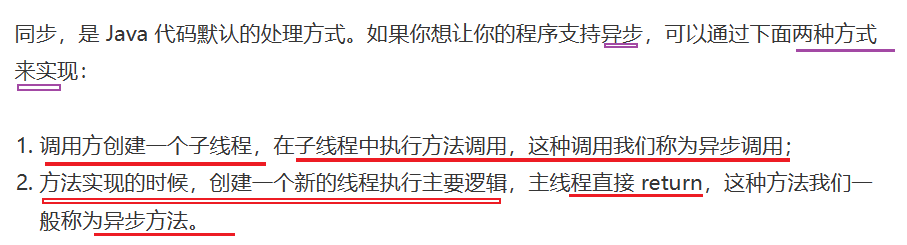 同步，是 Java 代码默认的处理方式。如果你想让你的程序支持异步，可以通过下面两种方式
来实现：
1. 调用方创建一个子线程，在子线程中执行方法调用，这种调用我们称为异步调用；
2. 方法实现的时候，创建一个新的线程执行主要逻辑，主线程直接 return，这种方法我们一
般称为异步方法。